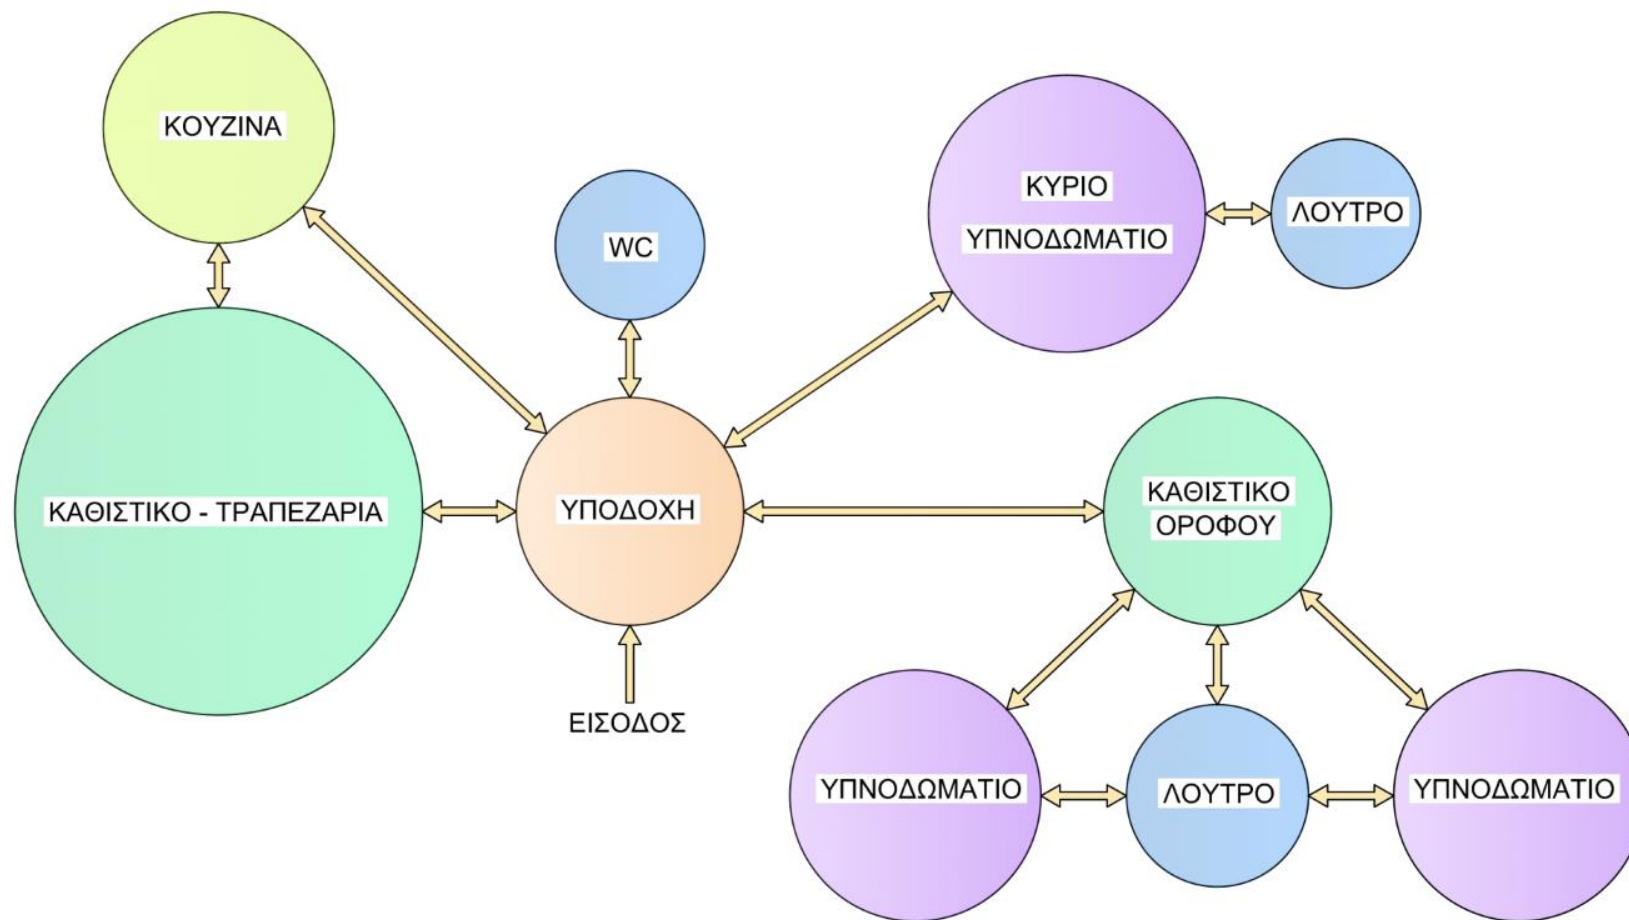 ΚΟΥΖΙΝΑ
WC
ΚΥΡΙΟ
ΥΠΝΟΔΩΜΑΤΙΟ
ΛΟΥΤΡΟ
ΚΑΘΙΣΤΙΚΟ - ΤΡΑΠΕΖΑΡΙΑ
ΥΠΟΔΟΧΗ
ΚΑΘΙΣΤΙΚΟ
ΟΡΟΦΟΥ
ΕΙΣΟΔΟΣ
ΥΠΝΟΔΩΜΑΤΙΟ
ΛΟΥΤΡΟ
ΥΠΝΟΔΩΜΑΤΙΟ